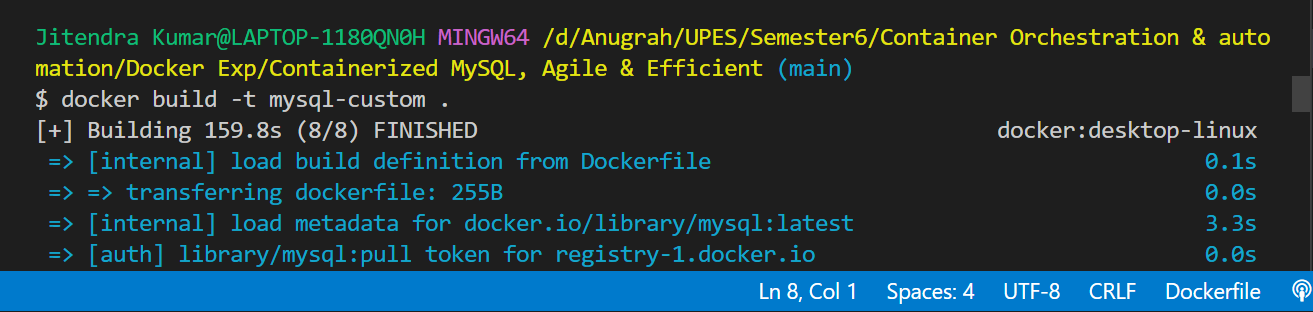 Jitendra Kumar@LAPTOP-1180QN0H MINGW64 /d/Anugrah/UPES/Semester6/Container Orchestration & auto
mation/Docker Exp/Containerized MySQL, Agile & Efficient (main)
$ docker build -t mysql-custom .
[+] Building 159.8s (8/8) FINISHED docker:desktop-linux
=> [internal] load build definition from Dockerfile 0.1s
=> => transferring dockerfile: 255B 0.0s
=> [internal] load metadata for docker.io/library/mysql:latest 3.3s
=> [auth] library/mysql:pull token for registry-1.docker.io 0.0s
Ln 8, Col 1 Spaces: 4 UTF-8 CRLF Dockerfile